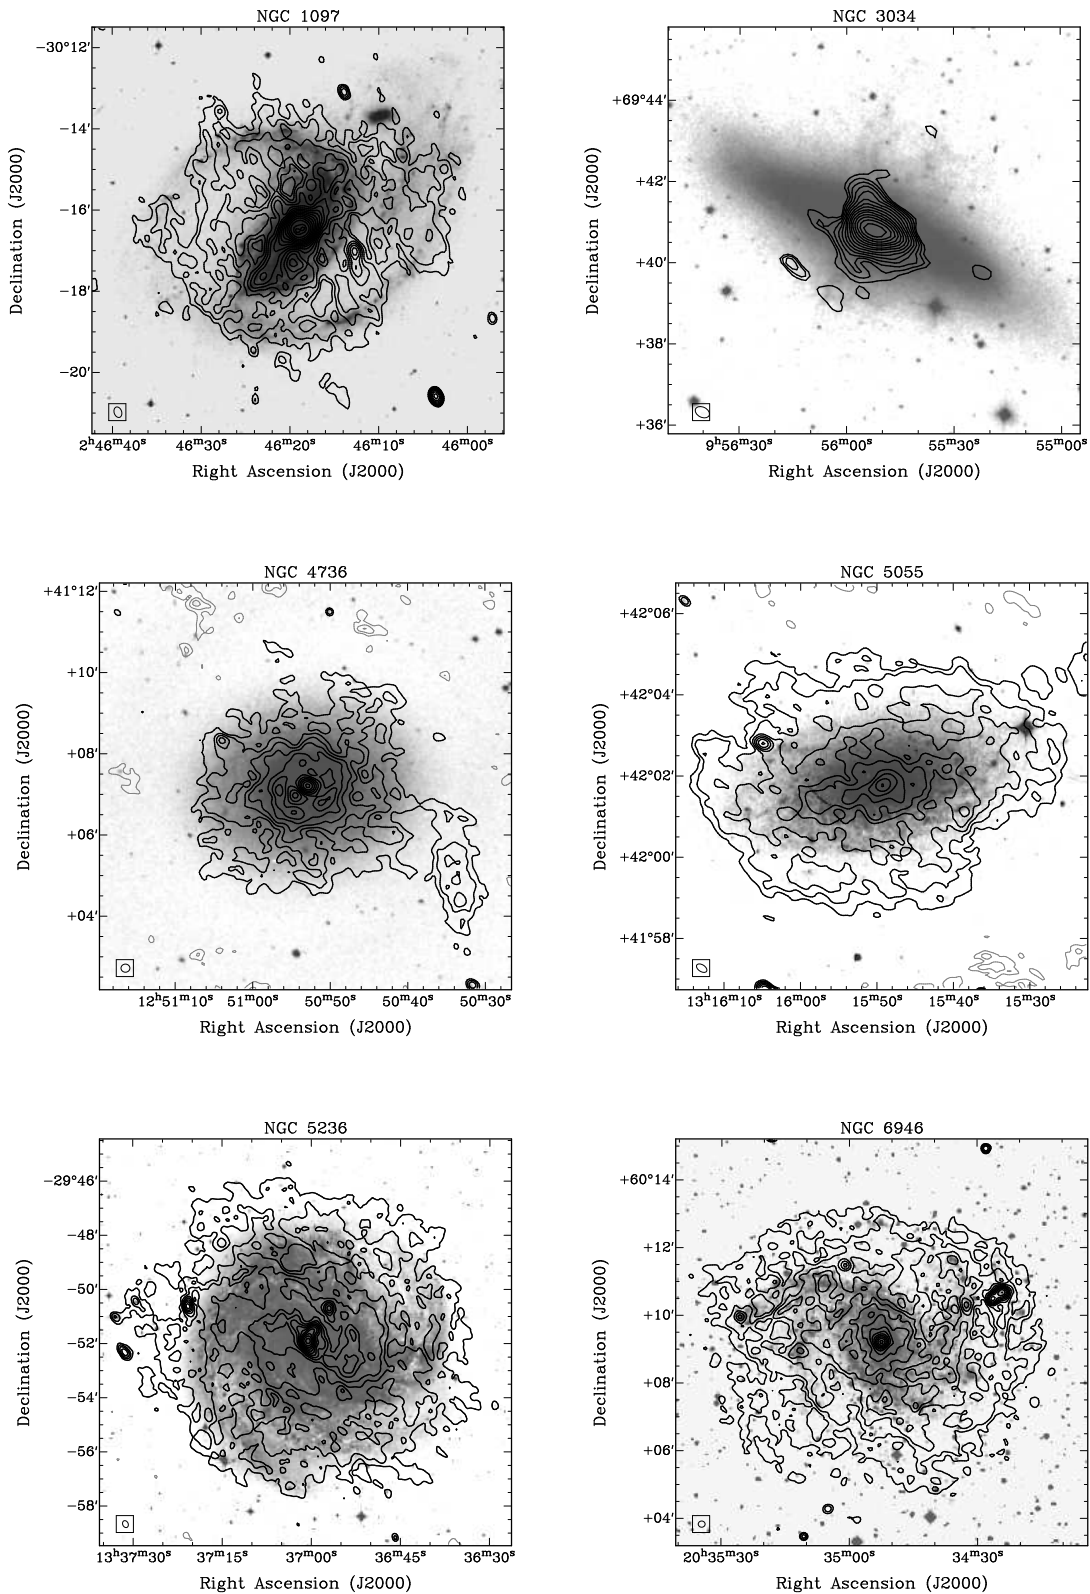 NGC 1097
Declination (J2000)
−30°12′
−14′
−16′
−18′
−20′
2ʰ46ᵐ40ˢ 46ᵐ30ˢ 46ᵐ20ˢ 46ᵐ10ˢ 46ᵐ00ˢ
Right Ascension (J2000)
NGC 3034
Declination (J2000)
+69°44′
+42′
+40′
+38′
+36′
9ʰ56ᵐ30ˢ 56ᵐ00ˢ 55ᵐ30ˢ 55ᵐ00ˢ
Right Ascension (J2000)
NGC 4736
Declination (J2000)
+41°12′
+10′
+08′
+06′
+04′
12ʰ51ᵐ10ˢ 51ᵐ00ˢ 50ᵐ50ˢ 50ᵐ40ˢ 50ᵐ30ˢ
Right Ascension (J2000)
NGC 5055
Declination (J2000)
+42°06′
+42°04′
+42°02′
+42°00′
+41°58′
13ʰ16ᵐ10ˢ 16ᵐ00ˢ 15ᵐ50ˢ 15ᵐ40ˢ 15ᵐ30ˢ
Right Ascension (J2000)
NGC 5236
Declination (J2000)
−29°46′
−48′
−50′
−52′
−54′
−56′
−58′
13ʰ37ᵐ30ˢ 37ᵐ15ˢ 37ᵐ00ˢ 36ᵐ45ˢ 36ᵐ30ˢ
Right Ascension (J2000)
NGC 6946
Declination (J2000)
+60°14′
+12′
+10′
+08′
+06′
+04′
20ʰ35ᵐ30ˢ 35ᵐ00ˢ 34ᵐ30ˢ
Right Ascension (J2000)